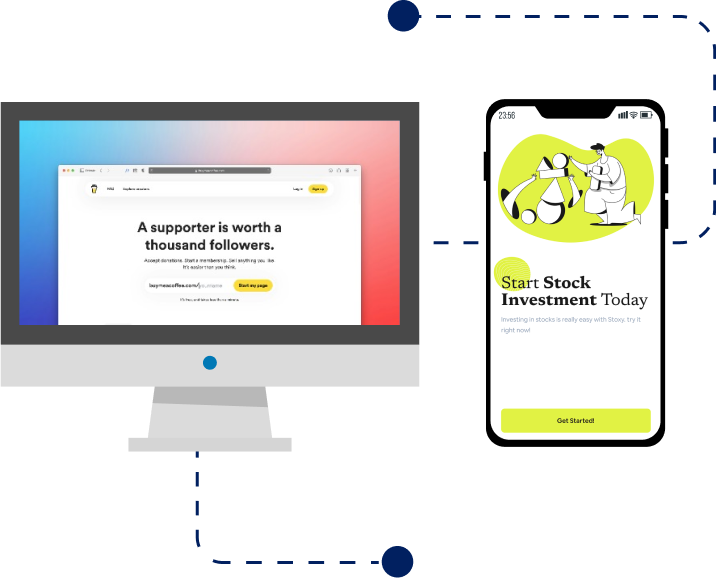 FAQ
Log in
Sign up
A supporter is worth a
thousand followers.
Accept donations. Start a membership. Sell anything you like.
It's easier than you think.
buymeacoffee.com/
Start my page
23:56
Start Stock
Investment Today
Investing in stocks is really easy with Stoxy. try it
right now!
Get Started!